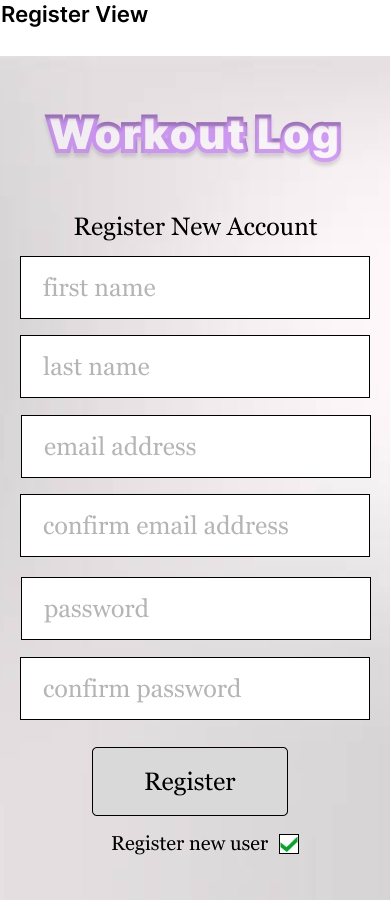 Register View
Workout Log
Register New Account
first name
last name
email address
confirm email address
password
confirm password
Register
Register new user